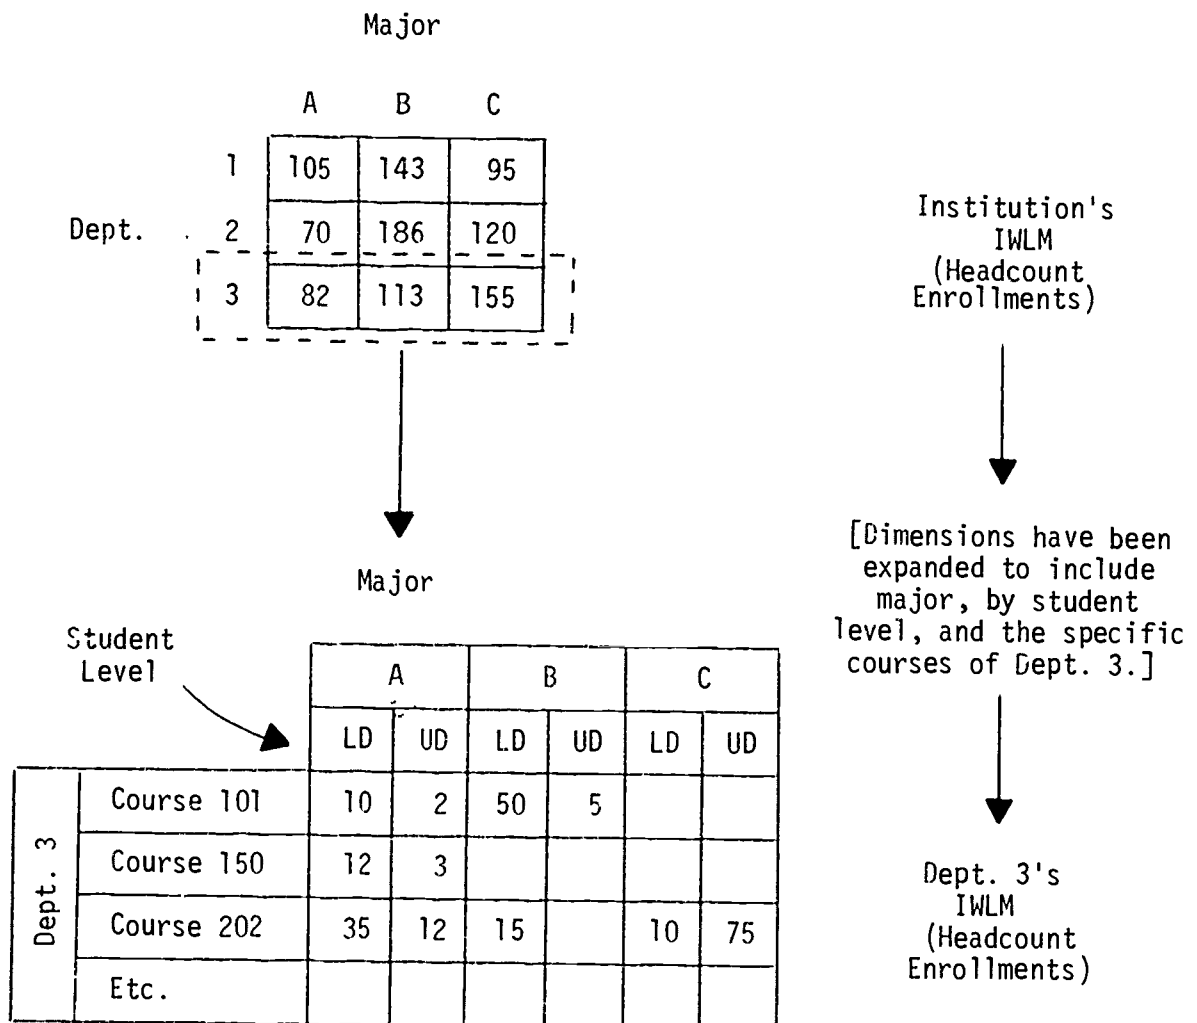 Major
A B C
1 105 143 95
Dept. 2 70 186 120
3 82 113 155
Institution's
IWLM
(Headcount
Enrollments)
[Dimensions have been
expanded to include
major, by student
level, and the specific
courses of Dept. 3.]
Major
Student
Level
A B C
LD UD LD UD LD UD
Dept. 3
Course 101 10 2 50 5
Course 150 12 3
Course 202 35 12 15 10 75
Etc.
Dept. 3's
IWLM
(Headcount
Enrollments)